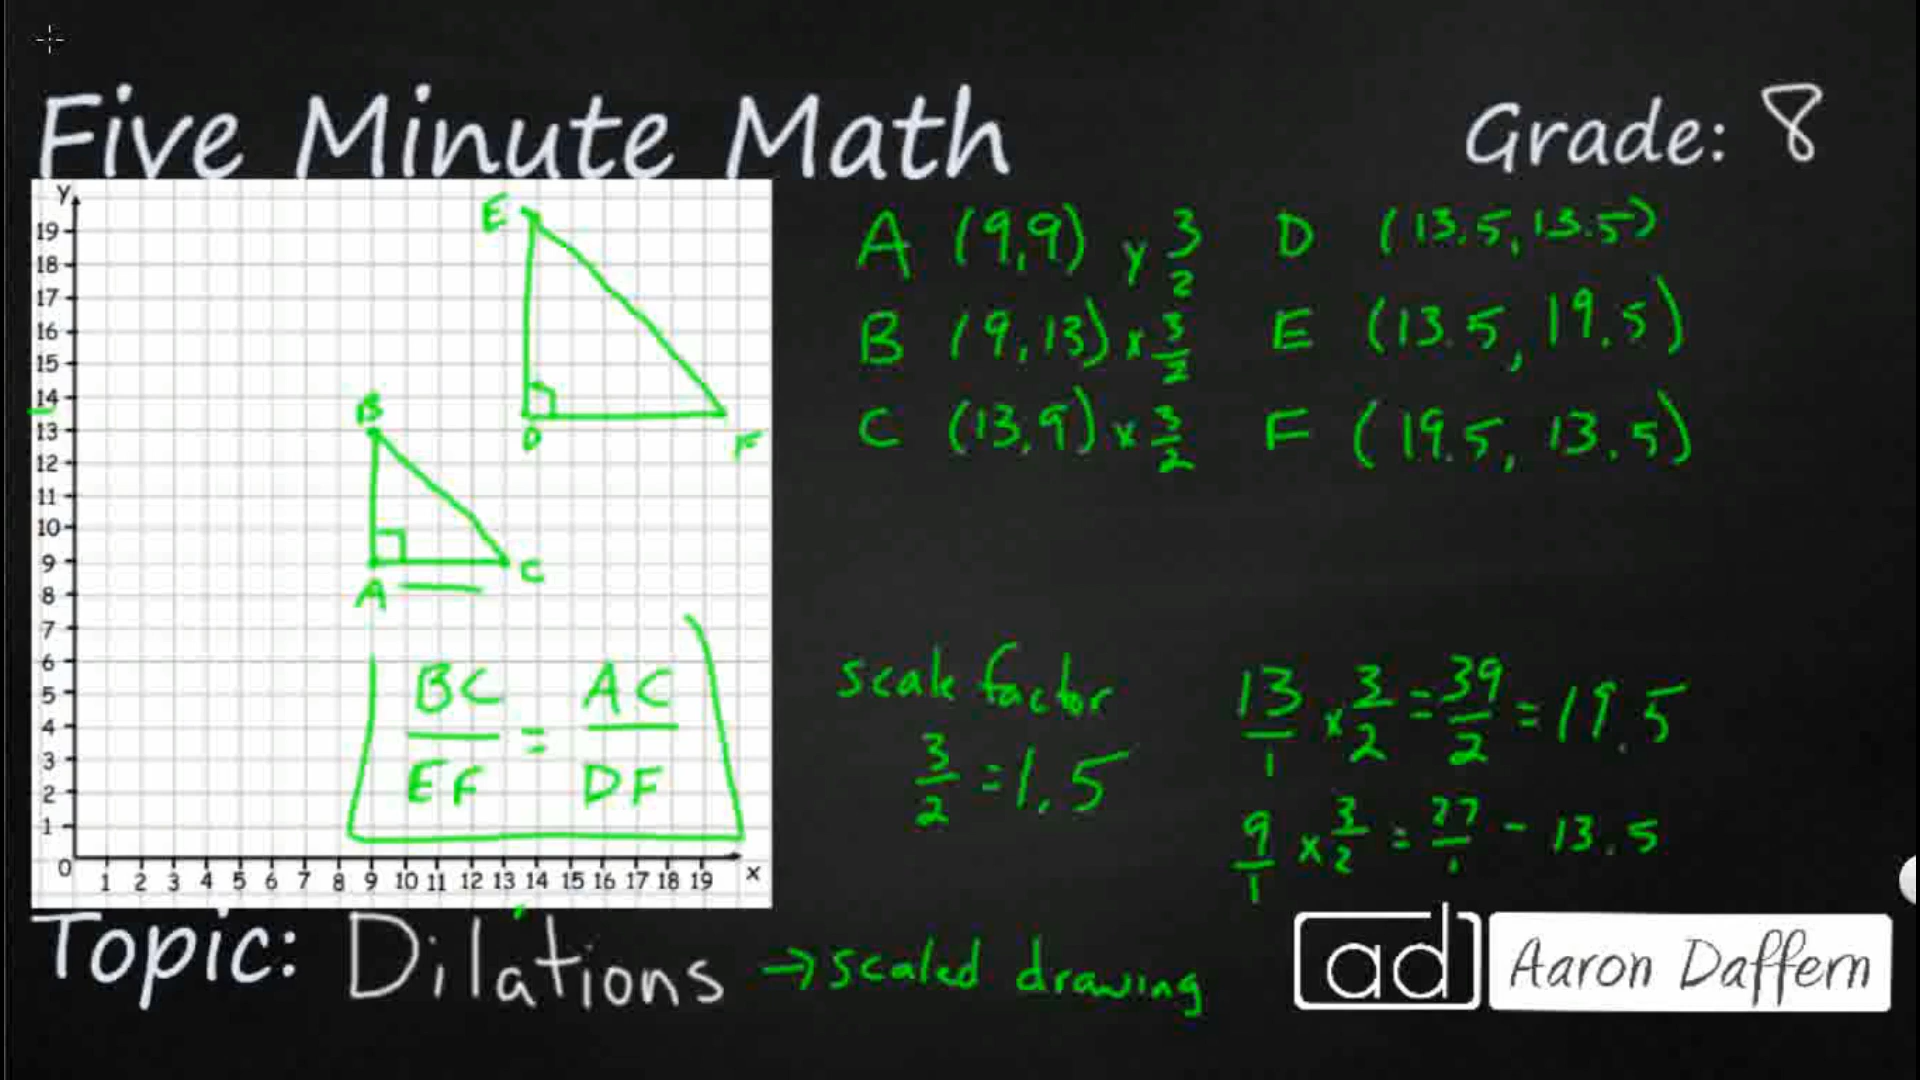 Five Minute Math
Grade: 8
y
19
18
17
16
15
14
13
12
11
10
9
8
7
6
5
4
3
2
1
0
1 2 3 4 5 6 7 8 9 10 11 12 13 14 15 16 17 18 19 x
E
D
F
B
A
C
BC/EF = AC/DF
A (9,9) x 3/2 D (13.5, 13.5)
B (9,13) x 3/2 E (13.5, 19.5)
C (13,9) x 3/2 F (19.5, 13.5)
scale factor
3/2 = 1.5
13/1 x 3/2 = 39/2 = 19.5
9/1 x 3/2 = 27/ - 13.5
Topic: Dilations → scaled drawing
ad Aaron Daffern